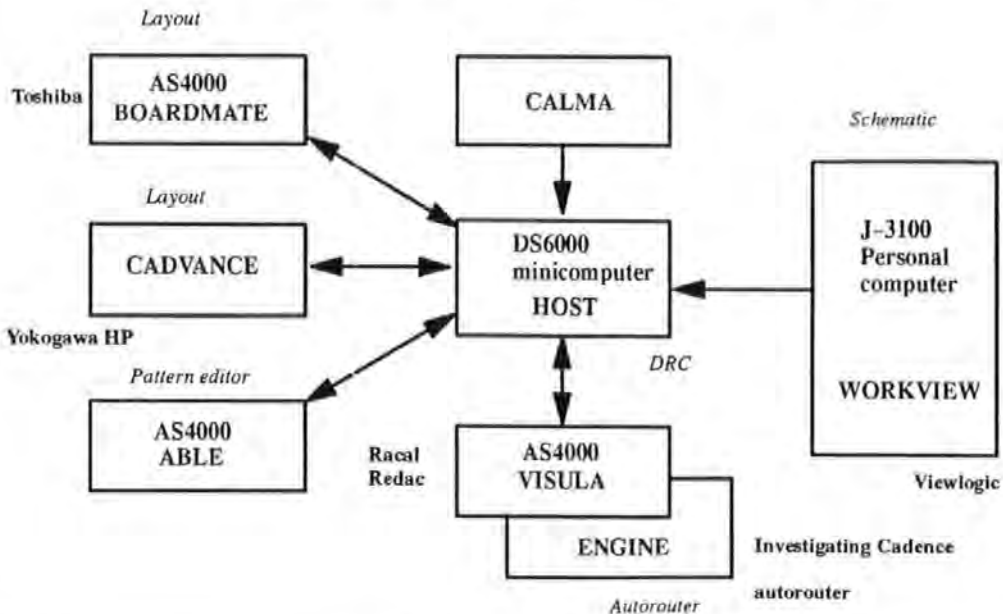 Layout
Toshiba
AS4000
BOARDMATE
CALMA
Schematic
Layout
CADVANCE
Yokogawa HP
DS6000
minicomputer
HOST
DRC
J-3100
Personal
computer
WORKVIEW
Viewlogic
Pattern editor
AS4000
ABLE
Racal
Redac
AS4000
VISULA
ENGINE
Autorouter
Investigating Cadence
autorouter